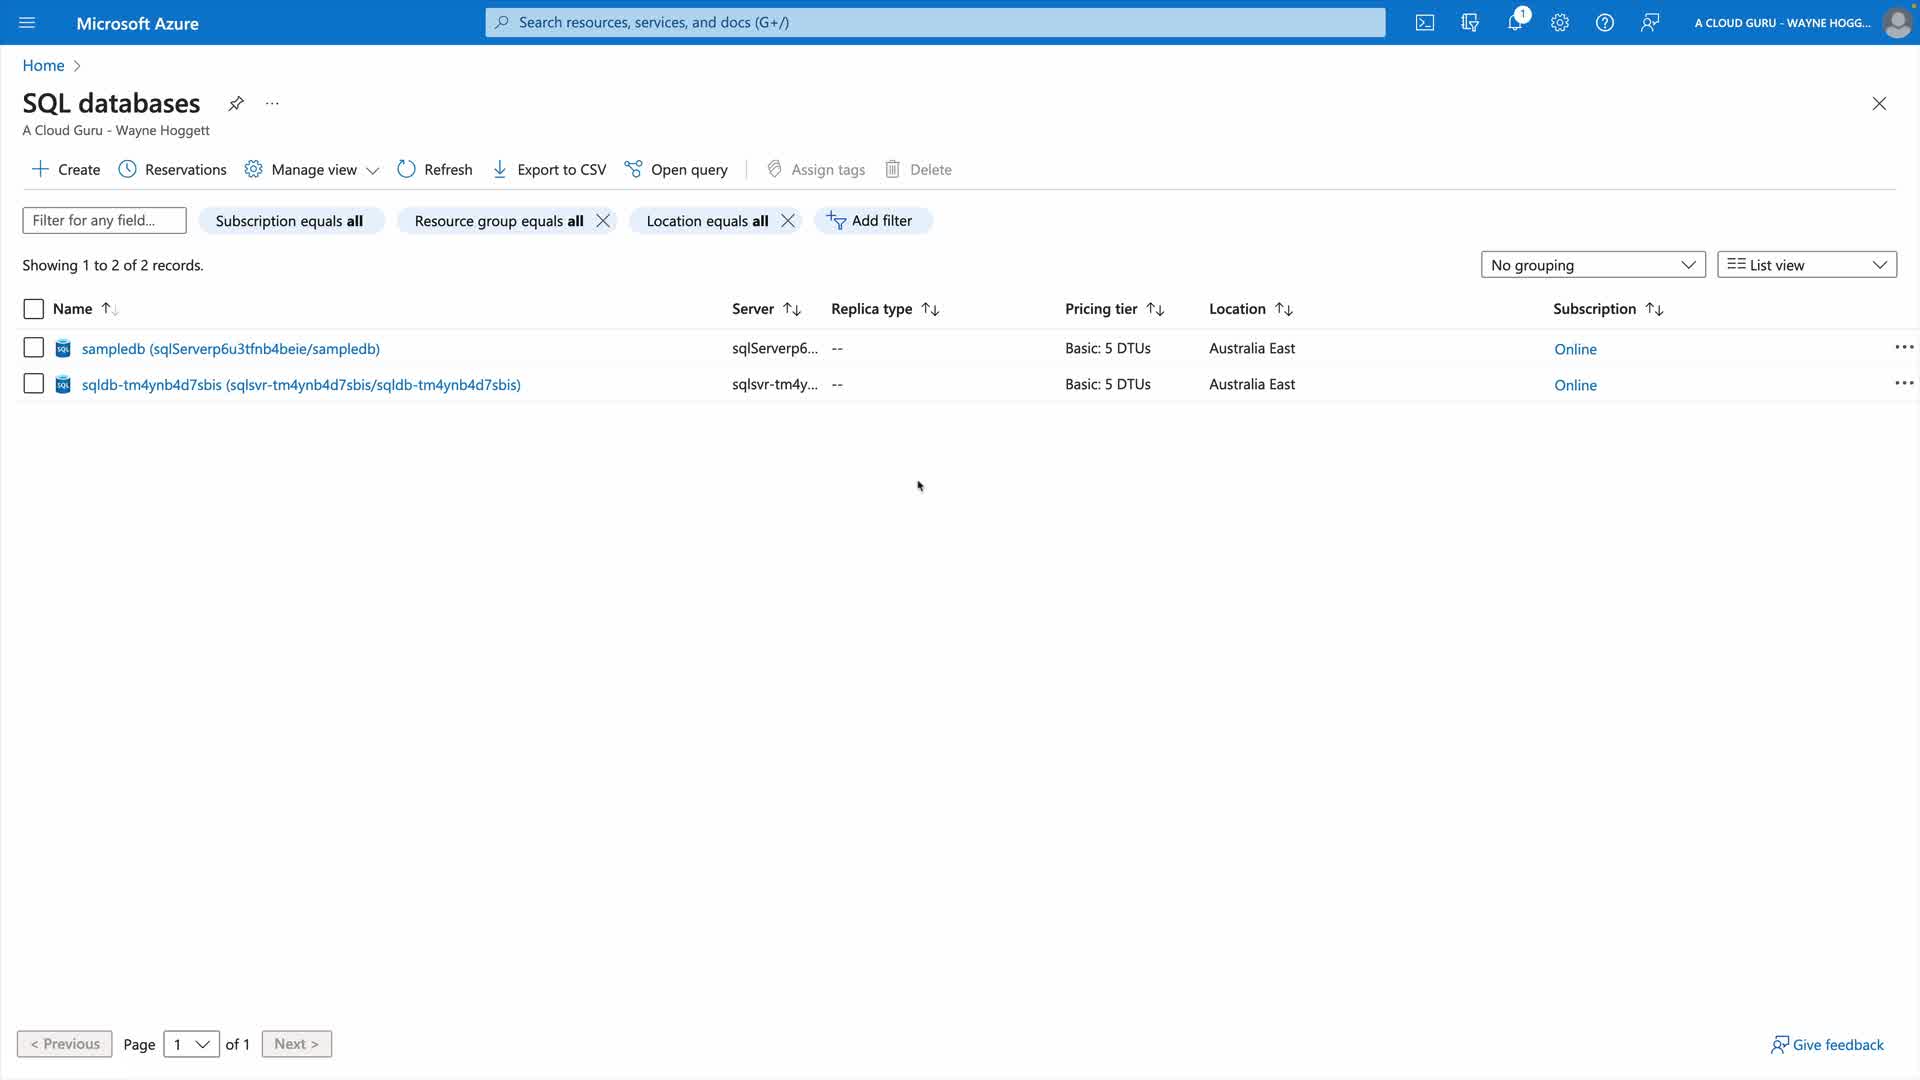 Microsoft Azure
Search resources, services, and docs (G+/)
1
A CLOUD GURU - WAYNE HOGG...
Home
SQL databases
...
A Cloud Guru - Wayne Hoggett
Create
Reservations
Manage view
Refresh
Export to CSV
Open query
Assign tags
Delete
Filter for any field...
Subscription equals all
Resource group equals all
Location equals all
Add filter
Showing 1 to 2 of 2 records.
No grouping
List view
Name
Server
Replica type
Pricing tier
Location
Subscription
SQL
sampledb (sqlServerp6u3tfnb4beie/sampledb)
sqlServerp6...
--
Basic: 5 DTUs
Australia East
Online
SQL
sqldb-tm4ynb4d7sbis (sqlsvr-tm4ynb4d7sbis/sqldb-tm4ynb4d7sbis)
sqlsvr-tm4y...
--
Basic: 5 DTUs
Australia East
Online
< Previous
Page
1
of 1
Next >
Give feedback